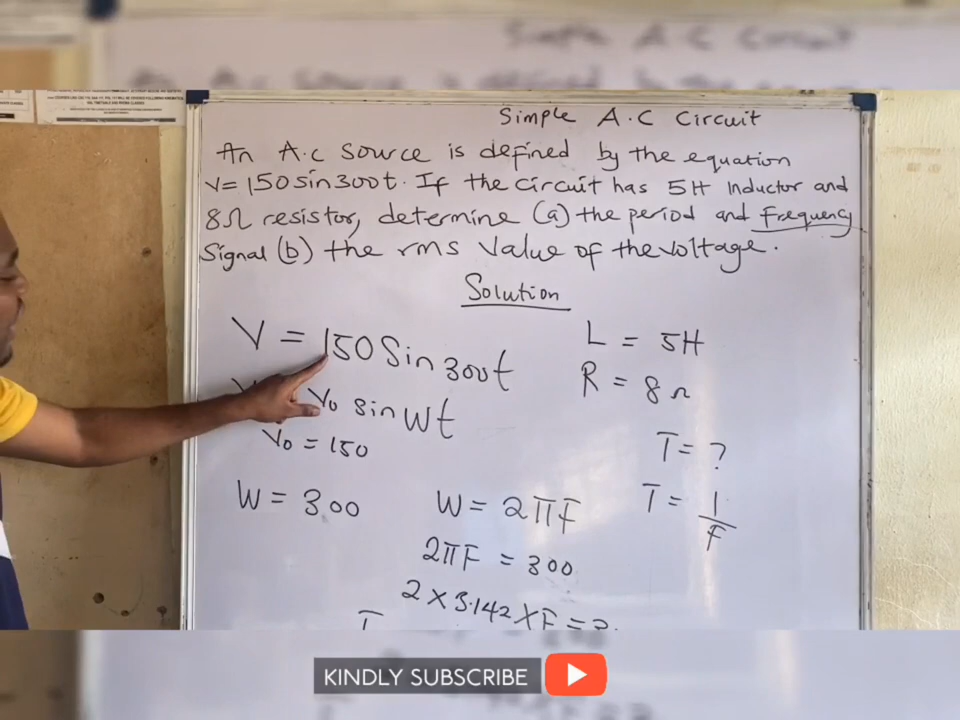 Simple A.C Circuit
An A.c source is defined by the equation
V= 150sin300t. If the circuit has 5H Inductor and
8Ω resistor, determine (a) the period and frequency
Signal (b) the rms value of the voltage.
Solution
V = 150 Sin 300t
L = 5H
R = 8Ω
V₀ sin Wt
V₀ = 150
T = ?
W = 300
W = 2πF
T = 1/F
2πF = 300
2 × 3.142 × F =
T
KINDLY SUBSCRIBE